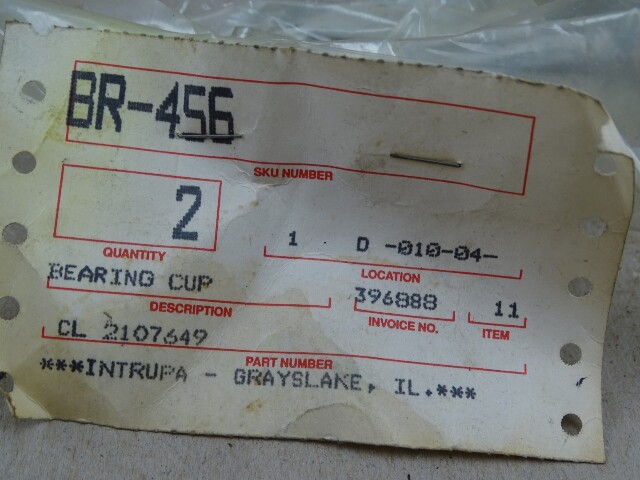 BR-456
SKU NUMBER
2
QUANTITY
1 D -010-04-
LOCATION
BEARING CUP
DESCRIPTION
396888
INVOICE NO.
11
ITEM
CL 2107649
PART NUMBER
***INTRUPA - GRAYSLAKE, IL.***